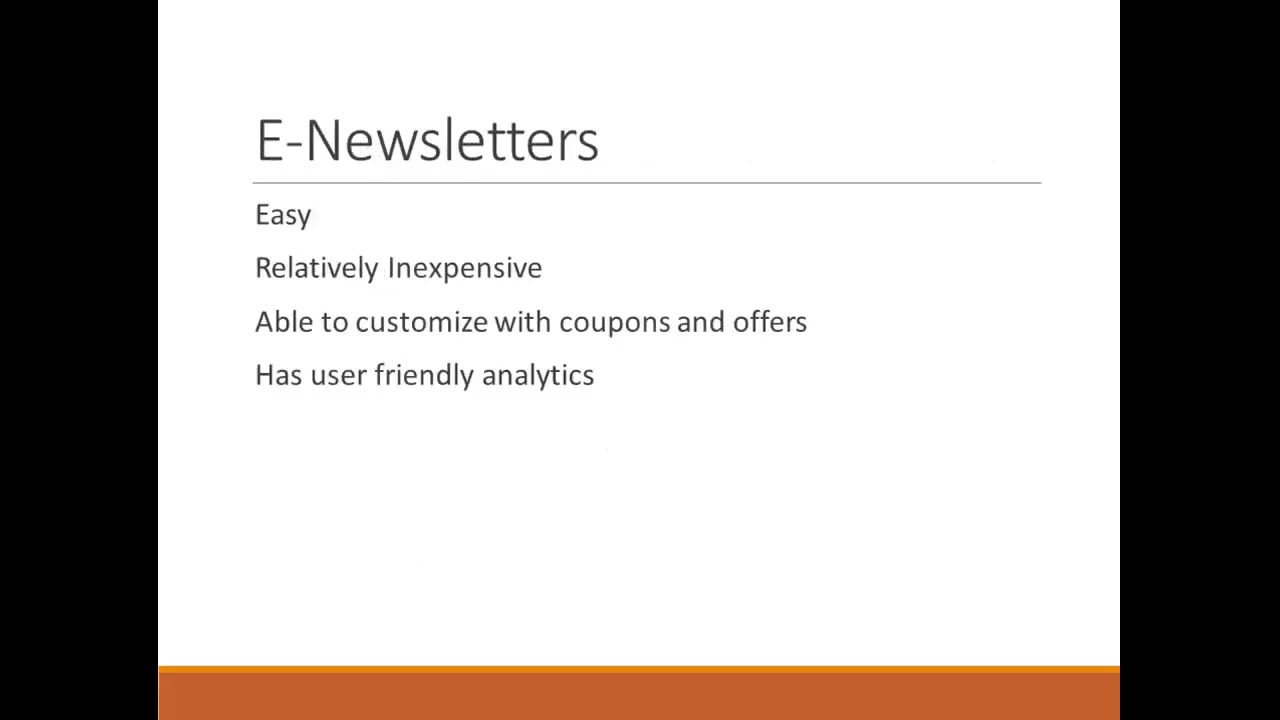 E-Newsletters
Easy
Relatively Inexpensive
Able to customize with coupons and offers
Has user friendly analytics